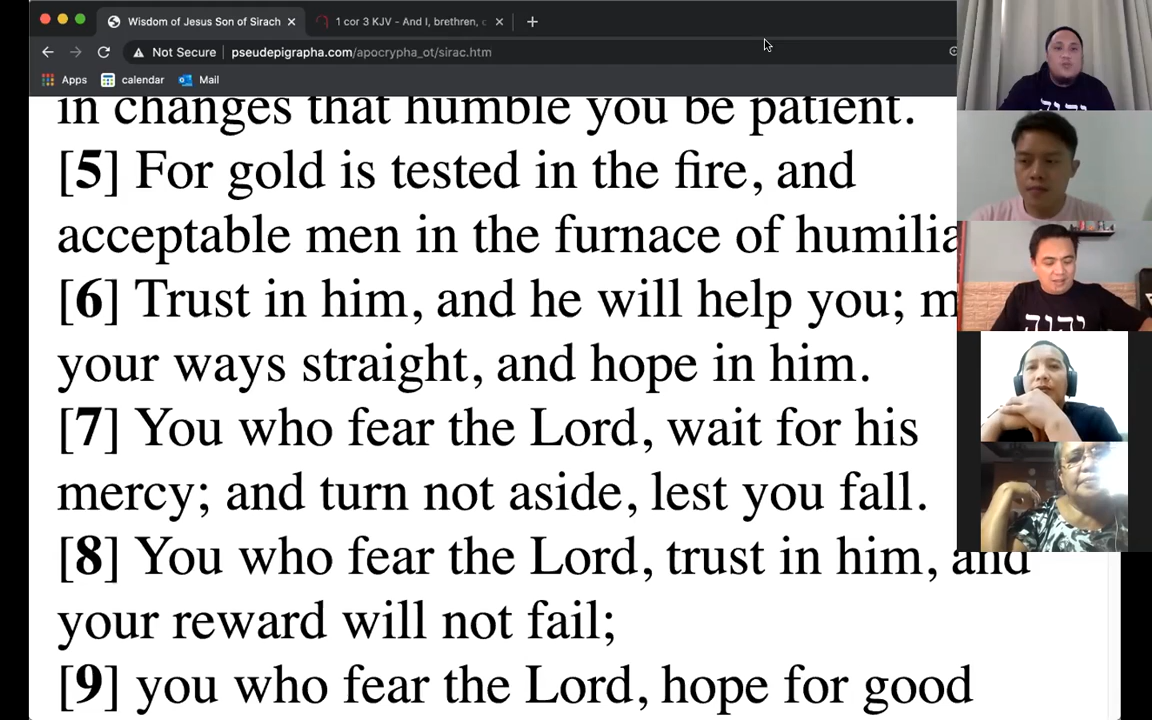 Wisdom of Jesus Son of Sirach
1 cor 3 KJV - And I, brethren, c
Not Secure
pseudepigrapha.com/apocrypha_ot/sirac.htm
Apps
calendar
Mail
in changes that humble you be patient.
[5] For gold is tested in the fire, and
acceptable men in the furnace of humilia
[6] Trust in him, and he will help you; m
your ways straight, and hope in him.
[7] You who fear the Lord, wait for his
mercy; and turn not aside, lest you fall.
[8] You who fear the Lord, trust in him, and
your reward will not fail;
[9] you who fear the Lord, hope for good
יהוה
יהוה